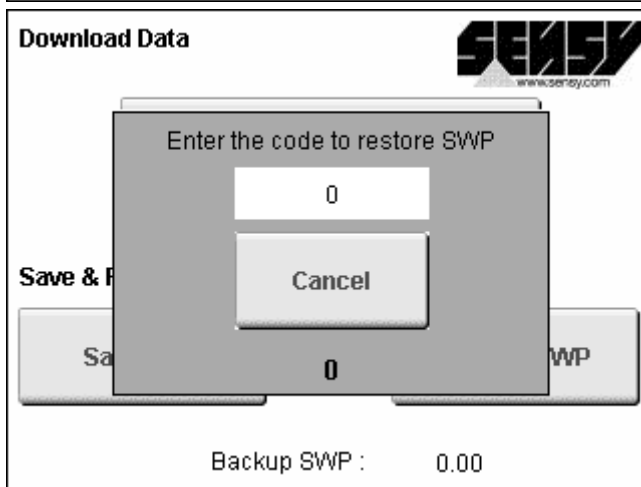 Download Data
SENSY
www.sensy.com
Enter the code to restore SWP
0
Cancel
Save &
Sa
WP
0
Backup SWP : 0.00